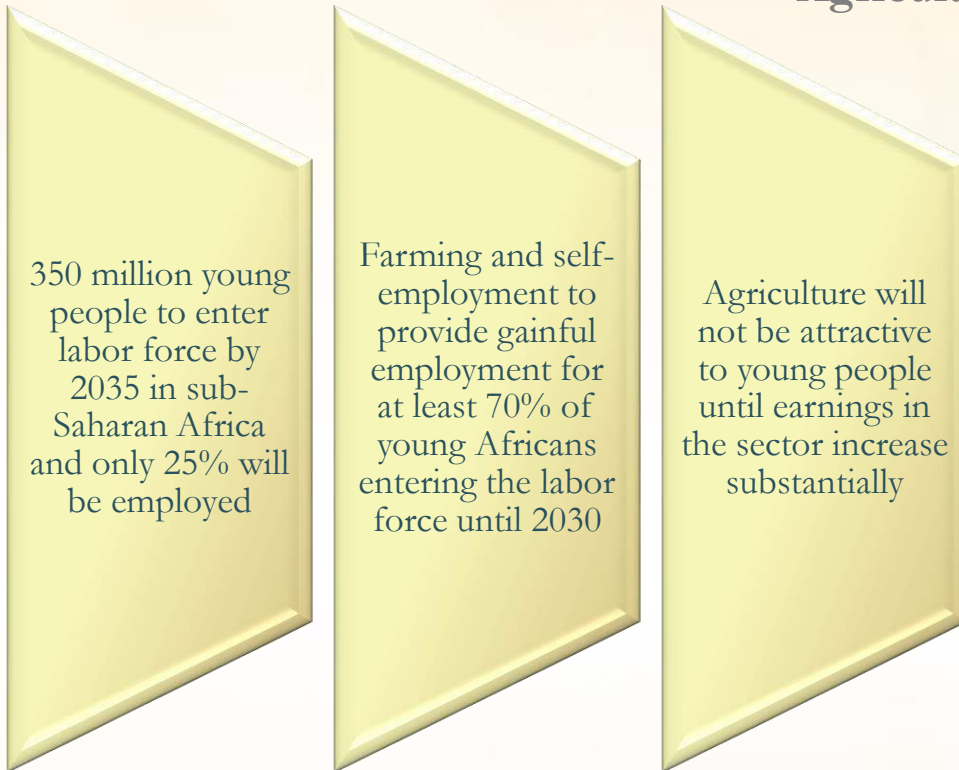 350 million young
people to enter
labor force by
2035 in sub-
Saharan Africa
and only 25% will
be employed
Farming and self-
employment to
provide gainful
employment for
at least 70% of
young Africans
entering the labor
force until 2030
Agriculture will
not be attractive
to young people
until earnings in
the sector increase
substantially